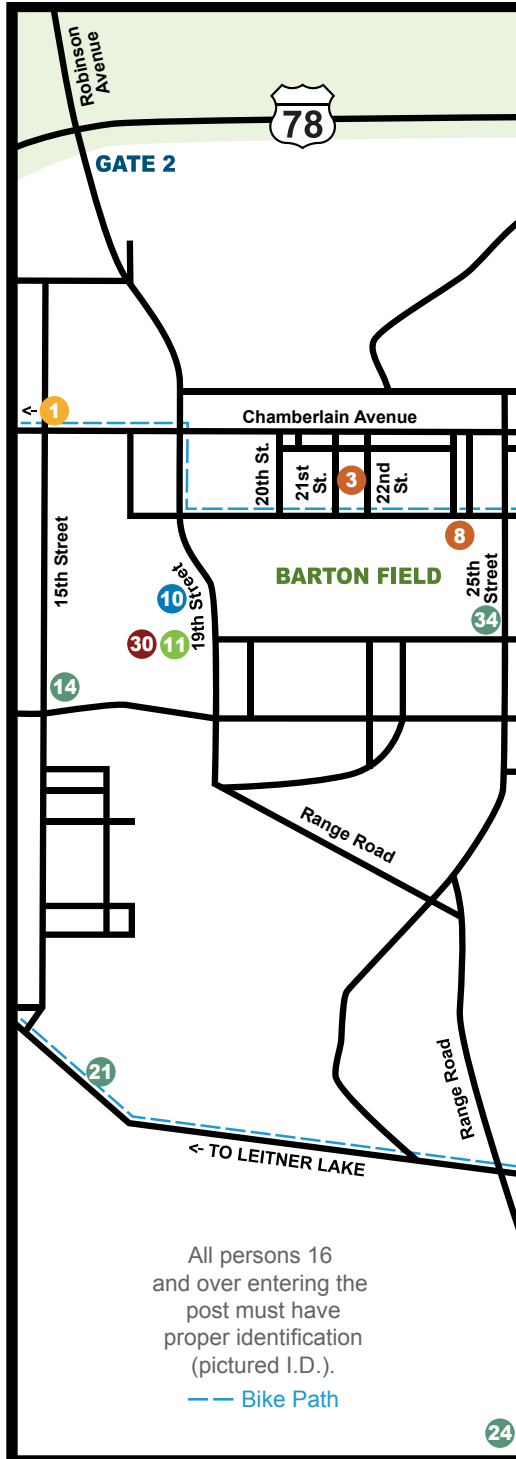 Robinson
Avenue
78
GATE 2
<- 1
Chamberlain Avenue
20th St.
21st
St.
3
22nd
St.
8
15th Street
BARTON FIELD
25th
Street
10
19th Street
34
30
11
14
Range Road
21
Range Road
<- TO LEITNER LAKE
All persons 16
and over entering the
post must have
proper identification
(pictured I.D.).
Bike Path
24